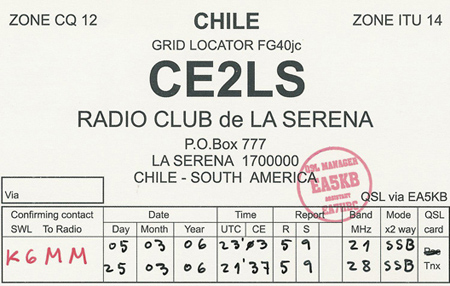 ZONE CQ 12 CHILE ZONE ITU 14
GRID LOCATOR FG40jc
CE2LS
RADIO CLUB de LA SERENA
P.O.Box 777
LA SERENA 1700000
CHILE - SOUTH AMERICA
QSL MANAGER
EA5KB
ASSISTANT
EA7HBC
Via
QSL via EA5KB
Confirming contact Date Time Report Band Mode QSL
SWL To Radio Day Month Year UTC CE R S MHz x2 way card
K6MM 05 03 06 23'03 5 9 21 SSB Pse
25 03 06 21'37 5 9 28 SSB Tnx